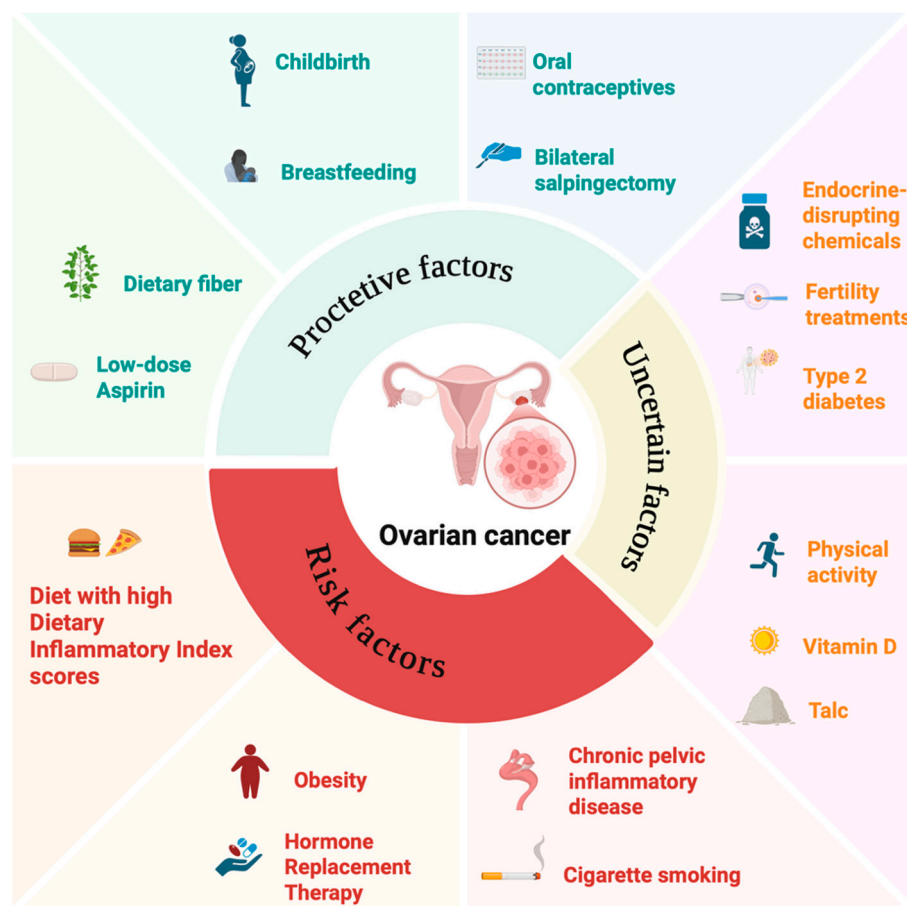 Childbirth
Breastfeeding
Oral
contraceptives
Bilateral
salpingectomy
Dietary fiber
Low-dose
Aspirin
Endocrine-
disrupting
chemicals
Fertility
treatments
Type 2
diabetes
Proctetive factors
Uncertain factors
Ovarian cancer
Risk factors
Physical
activity
Vitamin D
Talc
Diet with high
Dietary
Inflammatory Index
scores
Obesity
Hormone
Replacement
Therapy
Chronic pelvic
inflammatory
disease
Cigarette smoking